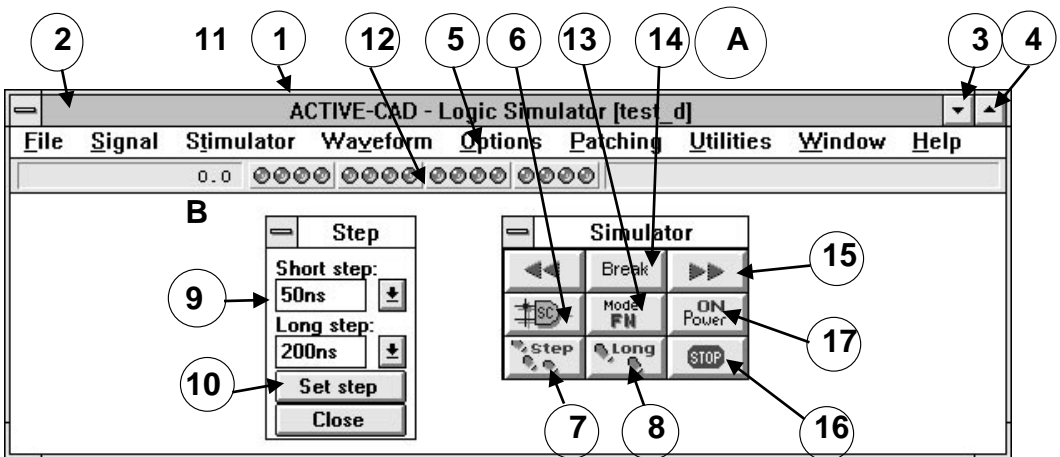 2 11 1 12 5 6 13 14 A 3 4
ACTIVE-CAD - Logic Simulator [test_d]
File Signal Stimulator Waveform Options Patching Utilities Window Help
0.0
B
Step
Short step:
50ns
Long step:
200ns
Set step
Close
9
10
Simulator
Break
SC
Mode
FN
ON
Power
Step
Long
STOP
15
17
7 8 16